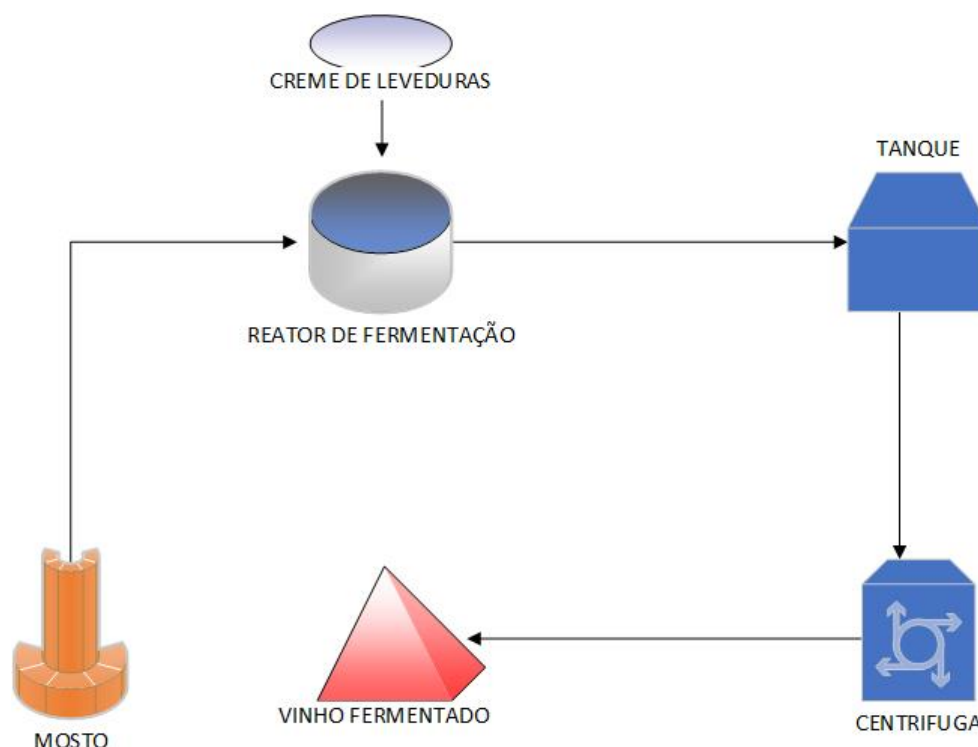 CREME DE LEVEDURAS
TANQUE
REATOR DE FERMENTAÇÃO
VINHO FERMENTADO
CENTRIFUGA
MOSTO